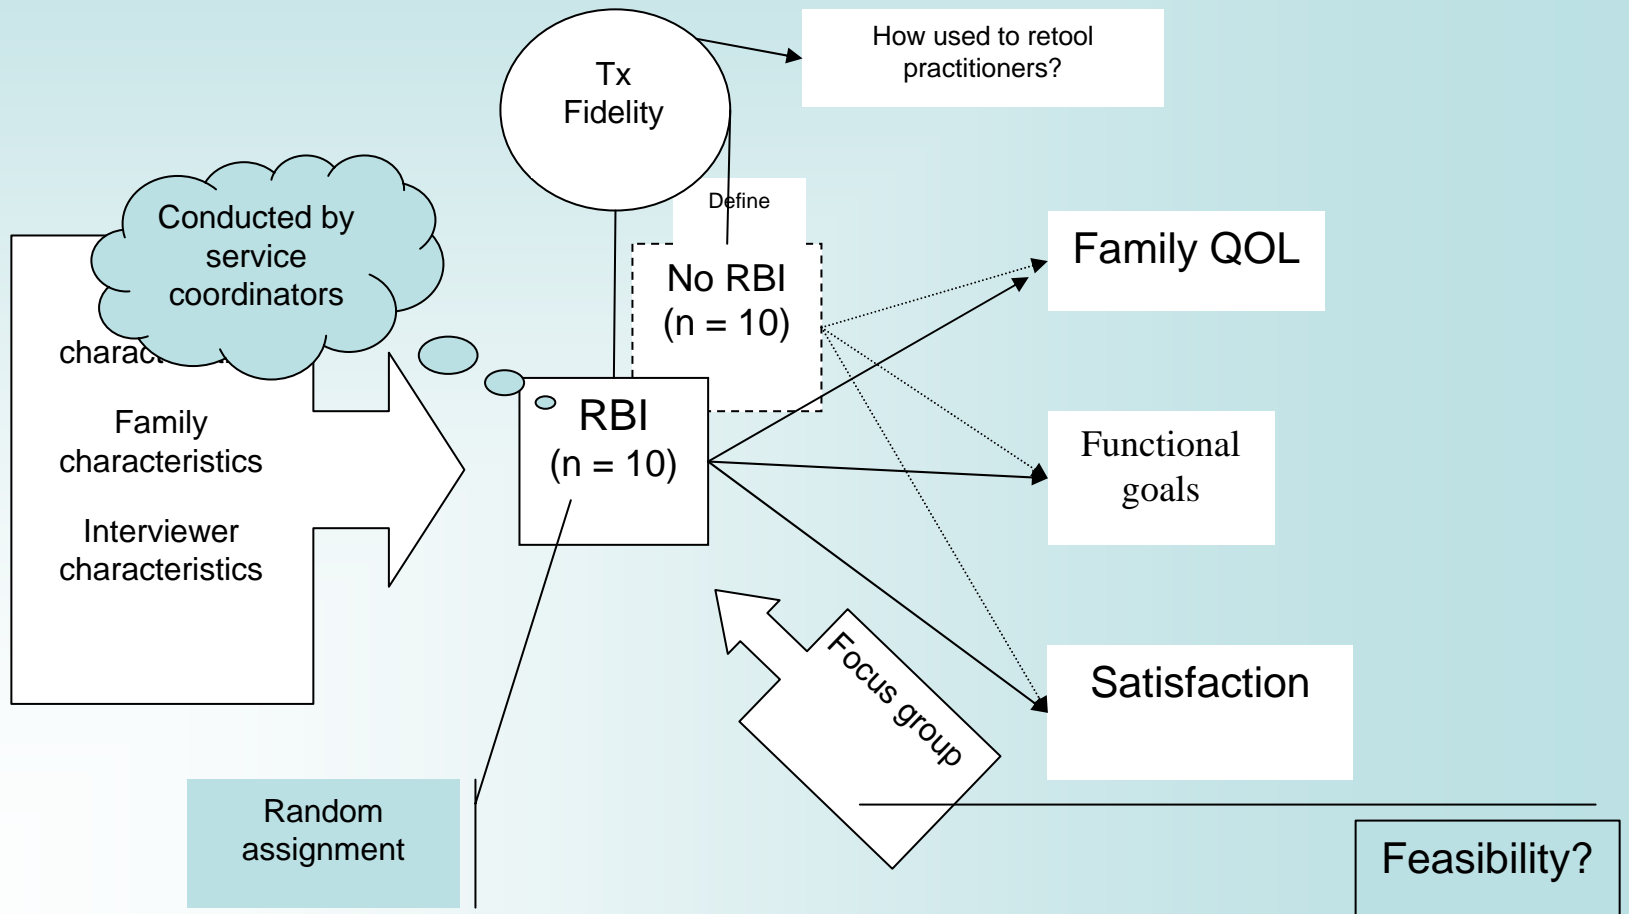 How used to retool
practitioners?
Tx
Fidelity
Define
Conducted by
service
coordinators
No RBI
(n = 10)
Family QOL
Family
characteristics
Interviewer
characteristics
RBI
(n = 10)
Functional
goals
Focus group
Satisfaction
Random
assignment
Feasibility?